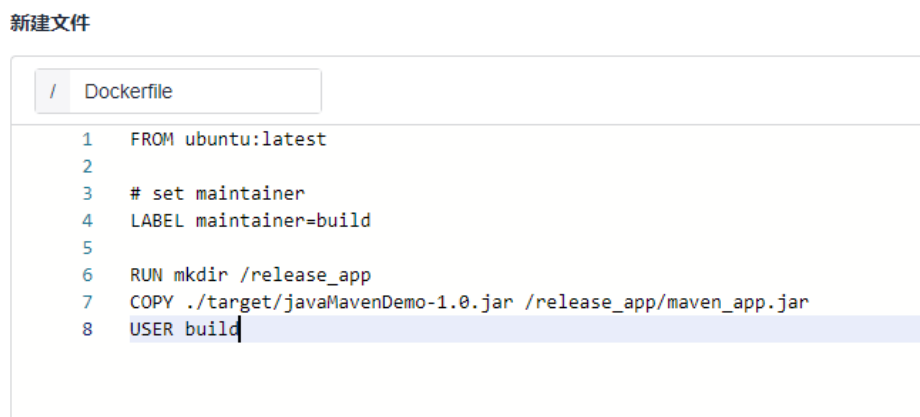 新建文件
/ Dockerfile
1 FROM ubuntu:latest
2
3 # set maintainer
4 LABEL maintainer=build
5
6 RUN mkdir /release_app
7 COPY ./target/javaMavenDemo-1.0.jar /release_app/maven_app.jar
8 USER build